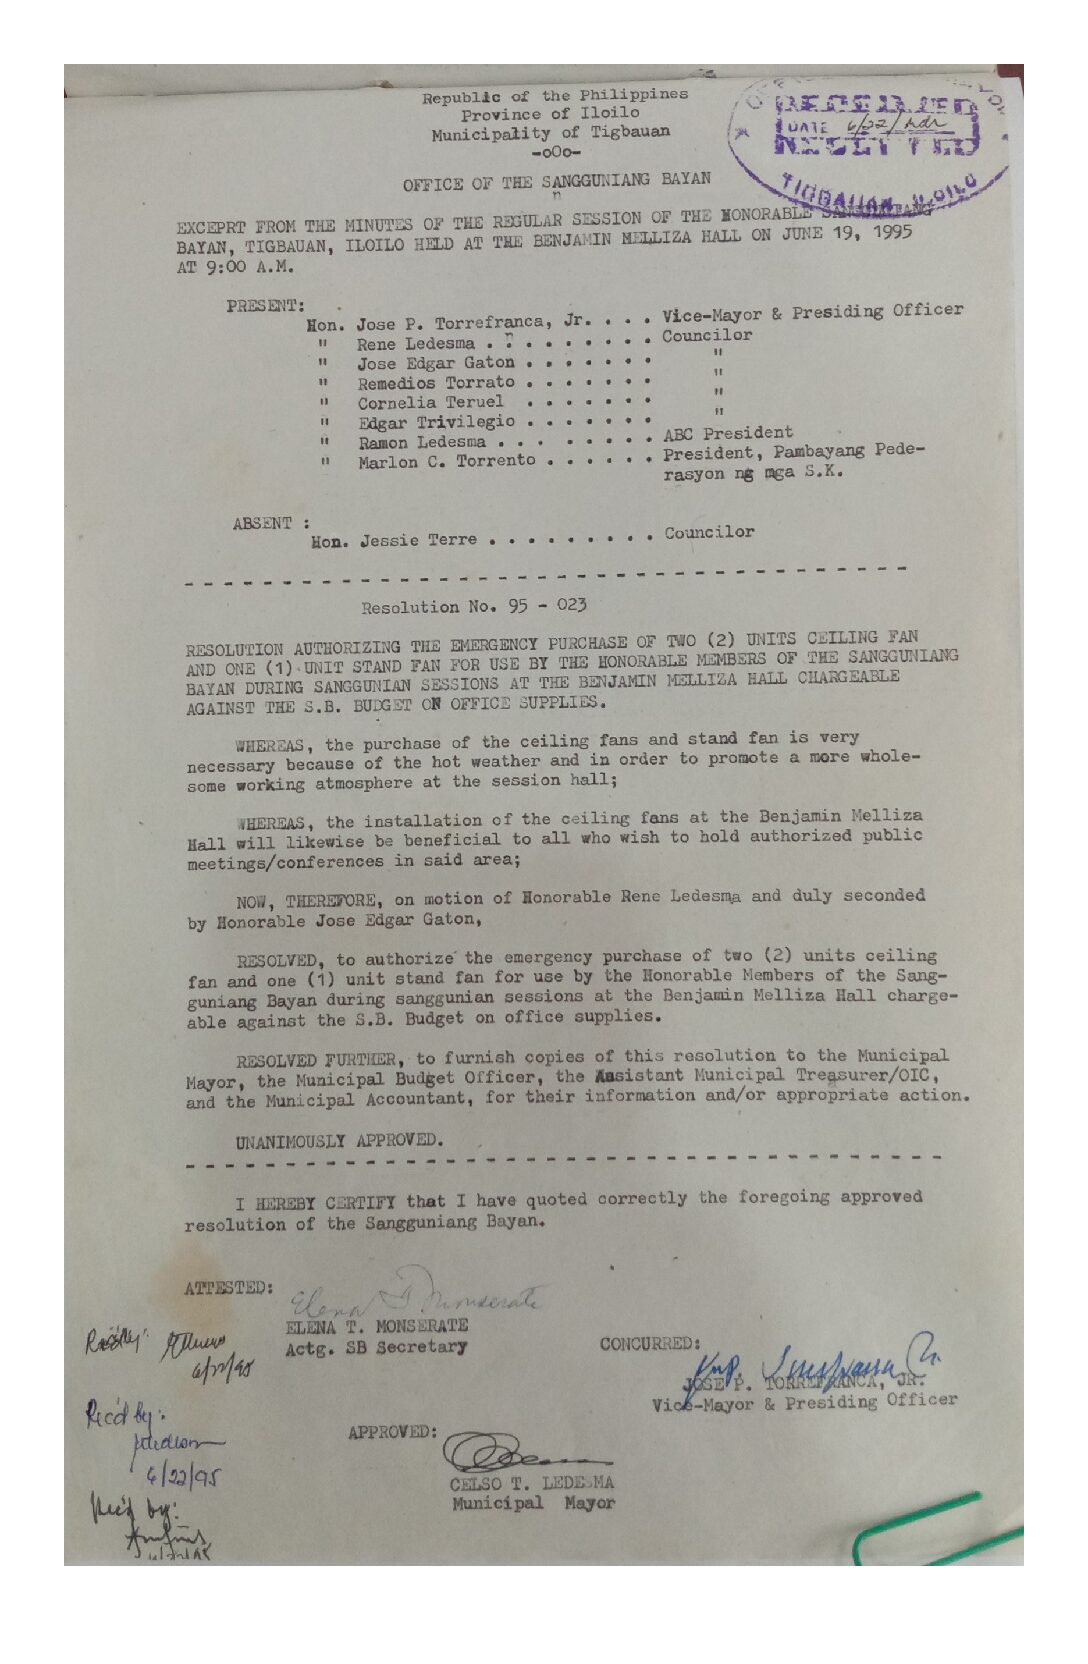 Republic of the Philippines
Province of Iloilo
Municipality of Tigbauan
-oOo-
RECEIVED
DATE 6/22/
TIGBAUAN ILOILO
OFFICE OF THE SANGGUNIANG BAYAN
n
EXCEPRT FROM THE MINUTES OF THE REGULAR SESSION OF THE HONORABLE SANGGUNIANG
BAYAN, TIGBAUAN, ILOILO HELD AT THE BENJAMIN MELLIZA HALL ON JUNE 19, 1995
AT 9:00 A.M.
PRESENT:
Hon. Jose P. Torrefranca, Jr. . . . Vice-Mayor & Presiding Officer
" Rene Ledesma . . . . . . . . . Councilor
" Jose Edgar Gaton . . . . . . . "
" Remedios Torrato . . . . . . . "
" Cornelia Teruel . . . . . . . "
" Edgar Trivilegio . . . . . . . "
" Ramon Ledesma . . . . . . . . ABC President
" Marlon C. Torrento . . . . . . President, Pambayang Pede-
rasyon ng mga S.K.
ABSENT :
Hon. Jessie Terre . . . . . . . . . Councilor
- - - - - - - - - - - - - - - - - - - - - - - - - - - - - - - - - - - - -
Resolution No. 95 - 023
RESOLUTION AUTHORIZING THE EMERGENCY PURCHASE OF TWO (2) UNITS CEILING FAN
AND ONE (1) UNIT STAND FAN FOR USE BY THE HONORABLE MEMBERS OF THE SANGGUNIANG
BAYAN DURING SANGGUNIAN SESSIONS AT THE BENJAMIN MELLIZA HALL CHARGEABLE
AGAINST THE S.B. BUDGET ON OFFICE SUPPLIES.
WHEREAS, the purchase of the ceiling fans and stand fan is very
necessary because of the hot weather and in order to promote a more whole-
some working atmosphere at the session hall;
WHEREAS, the installation of the ceiling fans at the Benjamin Melliza
Hall will likewise be beneficial to all who wish to hold authorized public
meetings/conferences in said area;
NOW, THEREFORE, on motion of Honorable Rene Ledesma and duly seconded
by Honorable Jose Edgar Gaton,
RESOLVED, to authorize the emergency purchase of two (2) units ceiling
fan and one (1) unit stand fan for use by the Honorable Members of the Sang-
guniang Bayan during sanggunian sessions at the Benjamin Melliza Hall charge-
able against the S.B. Budget on office supplies.
RESOLVED FURTHER, to furnish copies of this resolution to the Municipal
Mayor, the Municipal Budget Officer, the Assistant Municipal Treasurer/OIC,
and the Municipal Accountant, for their information and/or appropriate action.
UNANIMOUSLY APPROVED.
- - - - - - - - - - - - - - - - - - - - - - - - - - - - - - - - - - - - - -
I HEREBY CERTIFY that I have quoted correctly the foregoing approved
resolution of the Sangguniang Bayan.
ATTESTED:
Elena T Monserate
ELENA T. MONSERATE
Actg. SB Secretary
6/22/95
CONCURRED:
JOSE P. TORREFRANCA, JR.
Vice-Mayor & Presiding Officer
Rec'd by:
6/22/95
APPROVED:
CELSO T. LEDESMA
Municipal Mayor
Rec'd by: